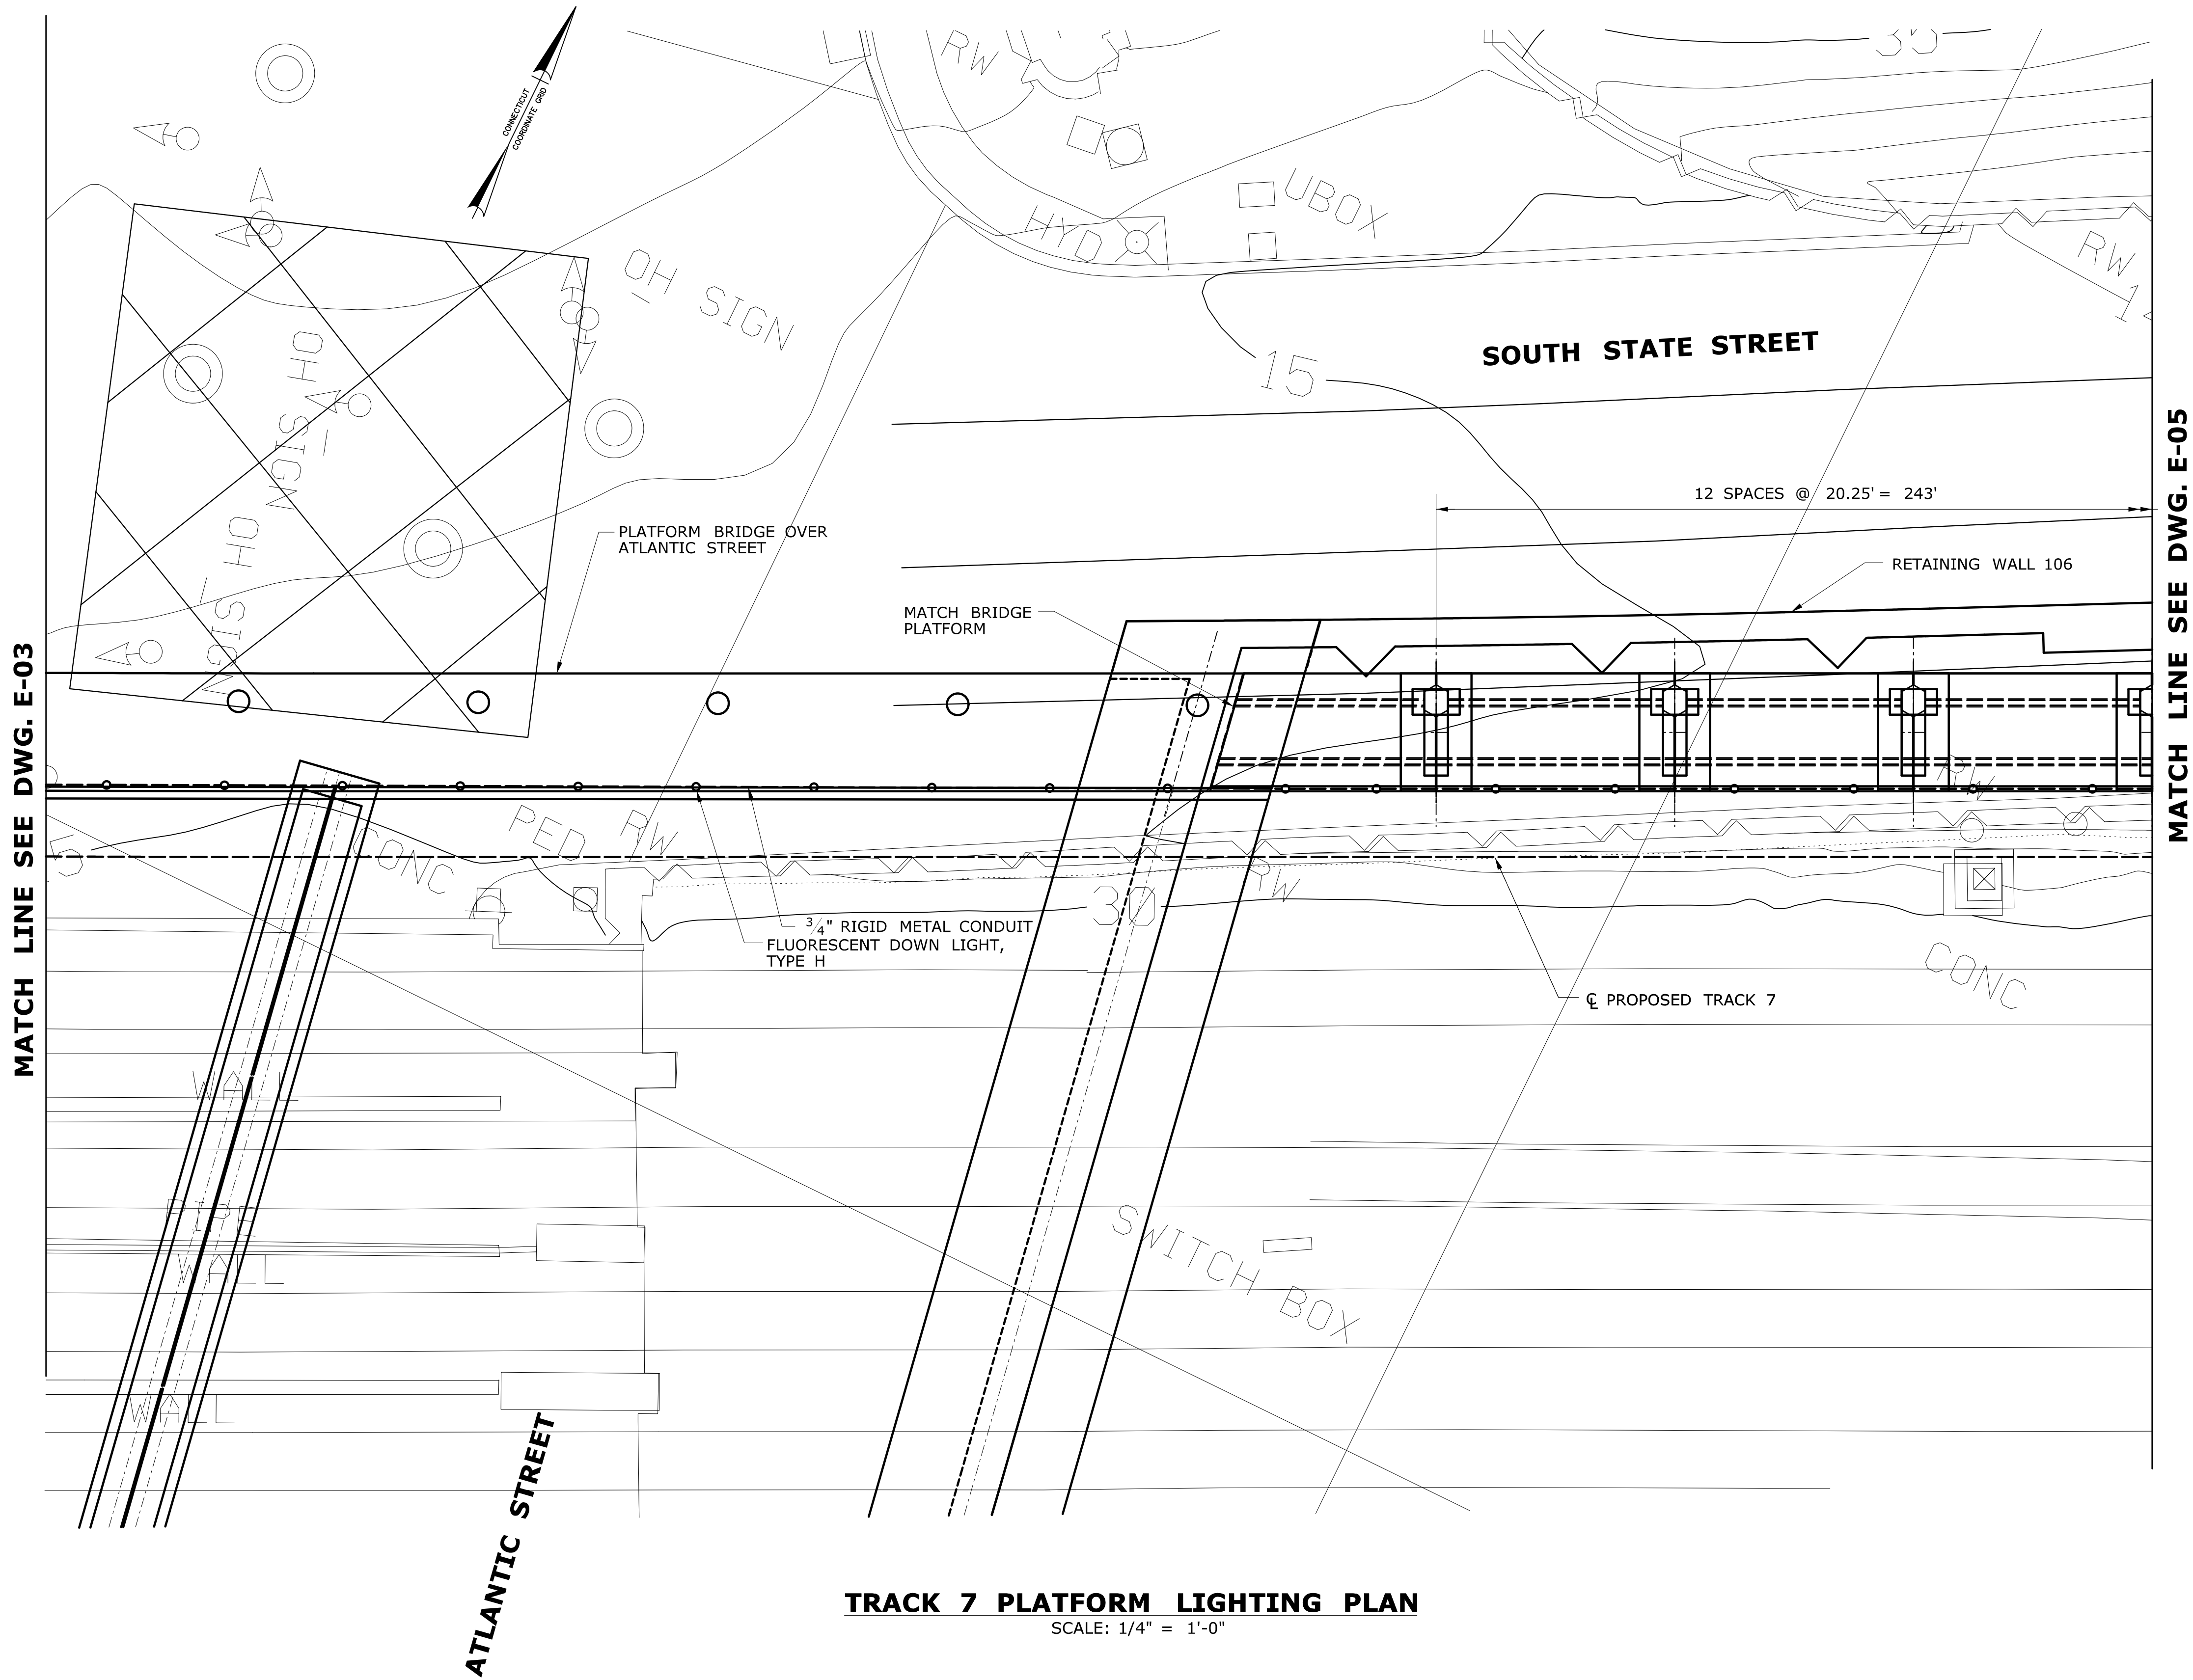 CONNECTICUT
COORDINATE GRID
RW
35
UBOX
HYD
OH SIGN
RW
15
SOUTH STATE STREET
OH SIGN
OH SIGN
12 SPACES @ 20.25' = 243'
PLATFORM BRIDGE OVER
ATLANTIC STREET
RETAINING WALL 106
MATCH BRIDGE
PLATFORM
MATCH LINE SEE DWG. E-03
MATCH LINE SEE DWG. E-05
RW
PED RW
CONC
RW
30
3/4" RIGID METAL CONDUIT
FLUORESCENT DOWN LIGHT,
TYPE H
CONC
℄ PROPOSED TRACK 7
WALL
PIPE
WALL
SWITCH BOX
WALL
ATLANTIC STREET
TRACK 7 PLATFORM LIGHTING PLAN
SCALE: 1/4" = 1'-0"